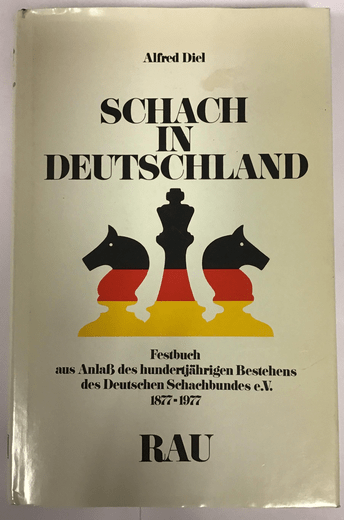 Alfred Diel
SCHACH
IN
DEUTSCHLAND
Festbuch
aus Anlaß des hundertjährigen Bestehens
des Deutschen Schachbundes e.V.
1877-1977
RAU